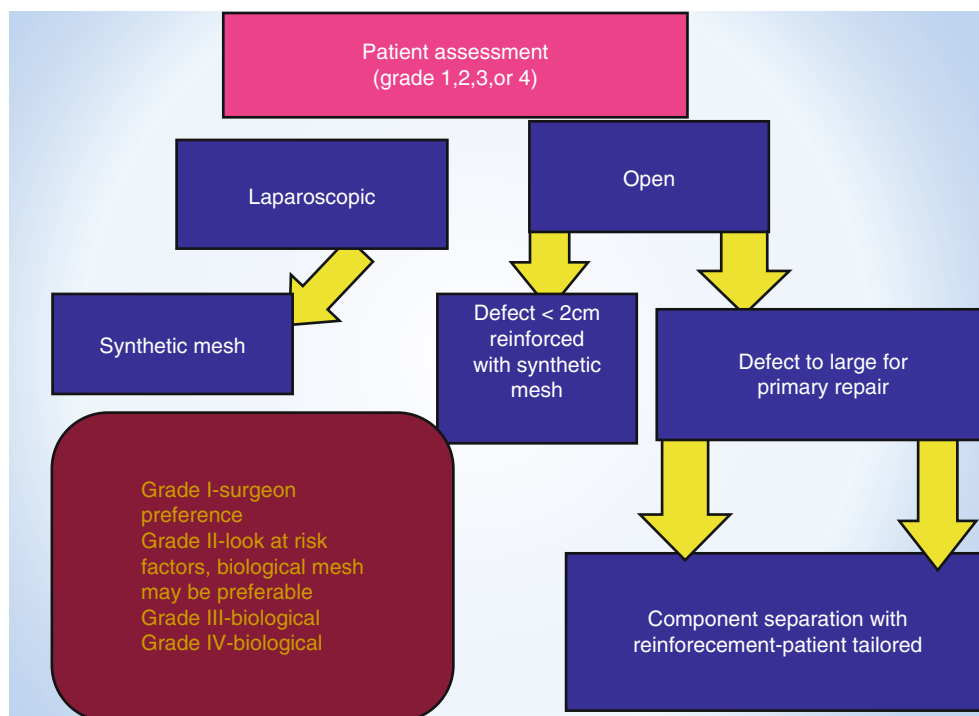 Patient assessment
(grade 1,2,3,or 4)
Laparoscopic
Open
Synthetic mesh
Defect < 2cm
reinforced
with synthetic
mesh
Defect to large for
primary repair
Grade I-surgeon
preference
Grade II-look at risk
factors, biological mesh
may be preferable
Grade III-biological
Grade IV-biological
Component separation with
reinforecement-patient tailored